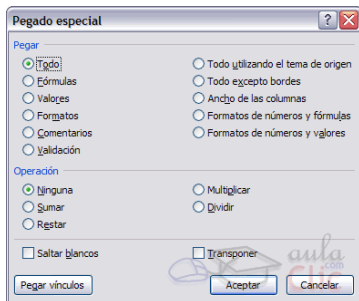 Pegado especial
Pegar
Todo
Todo utilizando el tema de origen
Fórmulas
Todo excepto bordes
Valores
Ancho de las columnas
Formatos
Formatos de números y fórmulas
Comentarios
Formatos de números y valores
Validación
Operación
Ninguna
Multiplicar
Sumar
Dividir
Restar
Saltar blancos
Transponer
aula
Clic
Pegar vínculos
Aceptar
Cancelar